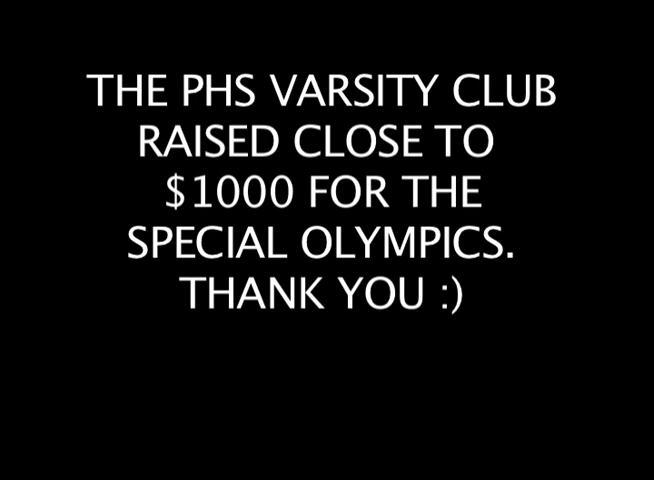 THE PHS VARSITY CLUB
RAISED CLOSE TO
$1000 FOR THE
SPECIAL OLYMPICS.
THANK YOU :)